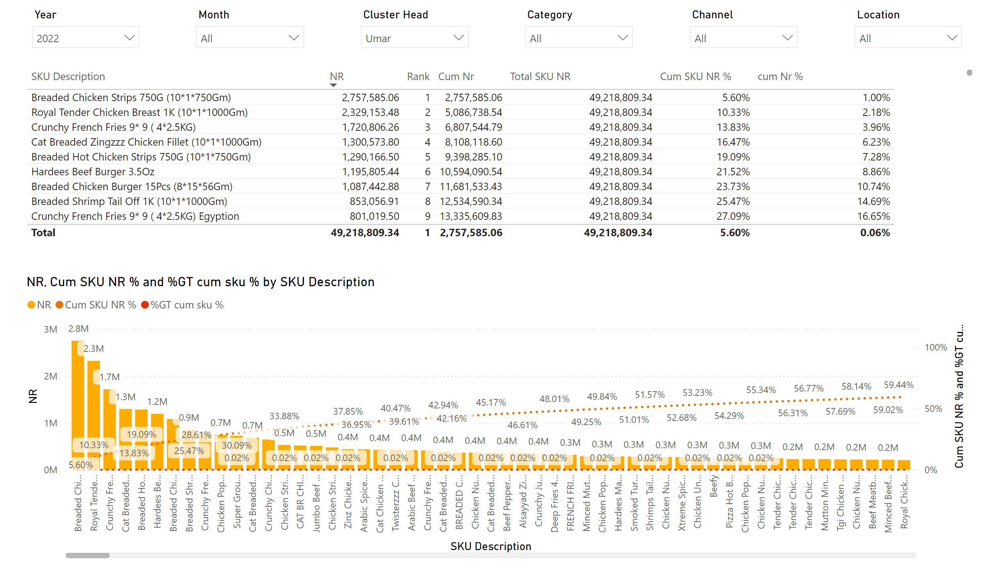 Year Month Cluster Head Category Channel Location
2022 All Umar All All All
SKU Description NR Rank Cum Nr Total SKU NR Cum SKU NR % cum Nr %
Breaded Chicken Strips 750G (10*1*750Gm) 2,757,585.06 1 2,757,585.06 49,218,809.34 5.60% 1.00%
Royal Tender Chicken Breast 1K (10*1*1000Gm) 2,329,153.48 2 5,086,738.54 49,218,809.34 10.33% 2.18%
Crunchy French Fries 9* 9 ( 4*2.5KG) 1,720,806.26 3 6,807,544.79 49,218,809.34 13.83% 3.96%
Cat Breaded Zingzzz Chicken Fillet (10*1*1000Gm) 1,300,573.80 4 8,108,118.60 49,218,809.34 16.47% 6.23%
Breaded Hot Chicken Strips 750G (10*1*750Gm) 1,290,166.50 5 9,398,285.10 49,218,809.34 19.09% 7.28%
Hardees Beef Burger 3.5Oz 1,195,805.44 6 10,594,090.54 49,218,809.34 21.52% 8.86%
Breaded Chicken Burger 15Pcs (8*15*56Gm) 1,087,442.88 7 11,681,533.43 49,218,809.34 23.73% 10.74%
Breaded Shrimp Tail Off 1K (10*1*1000Gm) 853,056.91 8 12,534,590.34 49,218,809.34 25.47% 14.69%
Crunchy French Fries 9* 9 ( 4*2.5KG) Egyption 801,019.50 9 13,335,609.83 49,218,809.34 27.09% 16.65%
Total 49,218,809.34 1 2,757,585.06 49,218,809.34 5.60% 0.06%
NR, Cum SKU NR % and %GT cum sku % by SKU Description
NR Cum SKU NR % %GT cum sku %
NR
3M
2M
1M
0M
2.8M 2.3M 1.7M 1.3M 1.2M 0.9M 0.7M 0.7M 0.5M 0.5M 0.4M 0.4M 0.4M 0.4M 0.4M 0.4M 0.4M 0.3M 0.3M 0.3M 0.3M 0.3M 0.3M 0.3M 0.2M 0.2M 0.2M 0.2M
5.60% 10.33% 13.83% 19.09% 25.47% 28.61% 30.09% 33.88% 36.95% 37.85% 39.61% 40.47% 42.16% 42.94% 45.17% 46.61% 48.01% 49.25% 49.84% 51.01% 51.57% 52.68% 53.23% 54.29% 55.34% 56.31% 56.77% 57.69% 58.14% 59.02% 59.44%
0.02% 0.02% 0.02% 0.02% 0.02% 0.02% 0.02% 0.02% 0.02% 0.02% 0.02% 0.02% 0.02% 0.02%
100%
50%
0%
Cum SKU NR % and %GT cu...
Breaded Chi...
Royal Tende...
Crunchy Fre...
Cat Breaded...
Breaded Ho...
Hardees Be...
Breaded Chi...
Breaded Shr...
Crunchy Fre...
Chicken Pop...
Super Grou...
Cat Breaded...
Crunchy Chi...
Chicken Stri...
CAT BR CHI...
Jumbo Beef ...
Chicken Stri...
Zinz Chicke...
Arabic Spice...
Cat Chicken ...
Twisterzzz C...
Arabic Beef ...
Crunchy Fre...
Cat Breaded...
BREADED C...
Chicken Nu...
Cat Breaded...
Beef Pepper...
Alsayyad Zi...
Crunchy Ju...
Deep Fries 4...
FRENCH FRI...
Minced Mut...
Chicken Pop...
Hardees Ma...
Smoked Tur...
Shrimps Tail...
Chicken Nu...
Xtreme Spic...
Chicken Un...
Beefy
Pizza Hot B...
Chicken Pop...
Chicken Nu...
Tender Chic...
Tender Chic...
Tender Chic...
Mutton Min...
Tgi Chicken ...
Chicken Nu...
Beef Meatb...
Minced Beef...
Royal Chick...
SKU Description